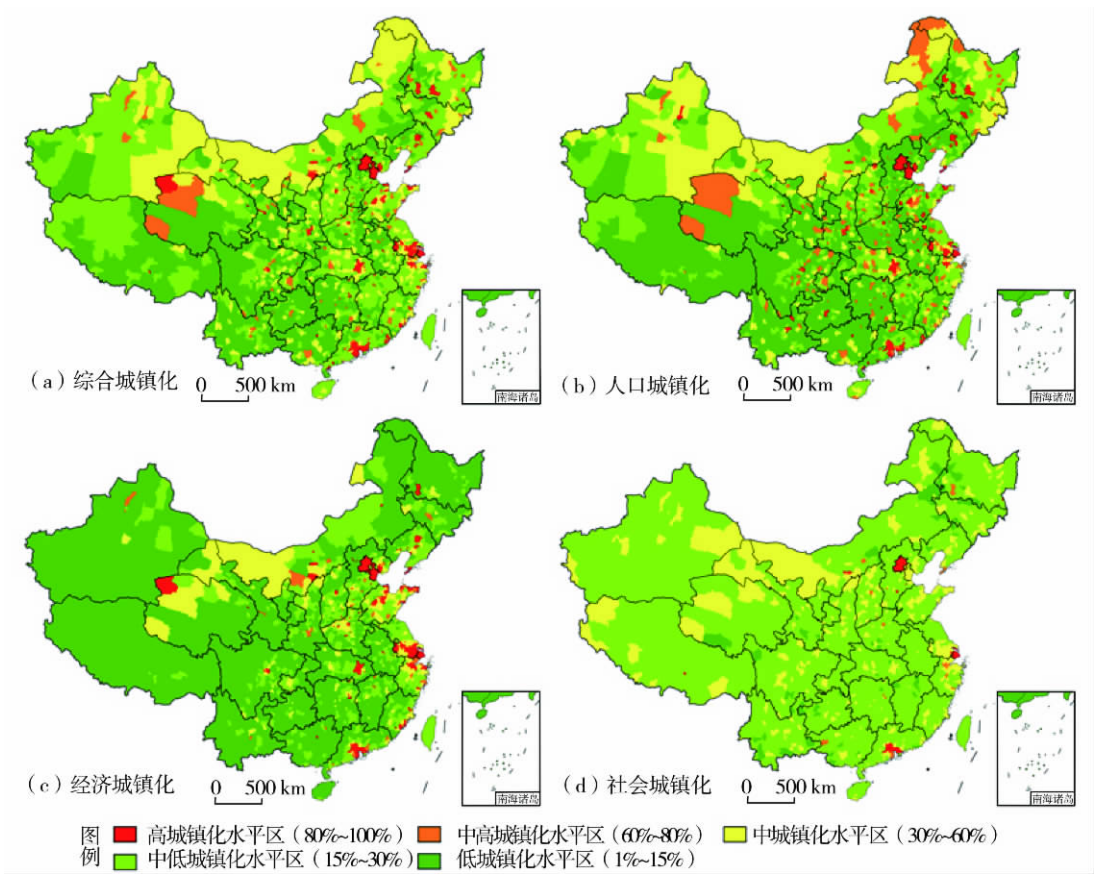 (a)综合城镇化
0 500 km
南海诸岛
(b)人口城镇化
0 500 km
南海诸岛
(c)经济城镇化
0 500 km
南海诸岛
(d)社会城镇化
0 500 km
南海诸岛
图例
高城镇化水平区(80%~100%) 中高城镇化水平区(60%~80%) 中城镇化水平区(30%~60%)
中低城镇化水平区(15%~30%) 低城镇化水平区(1%~15%)